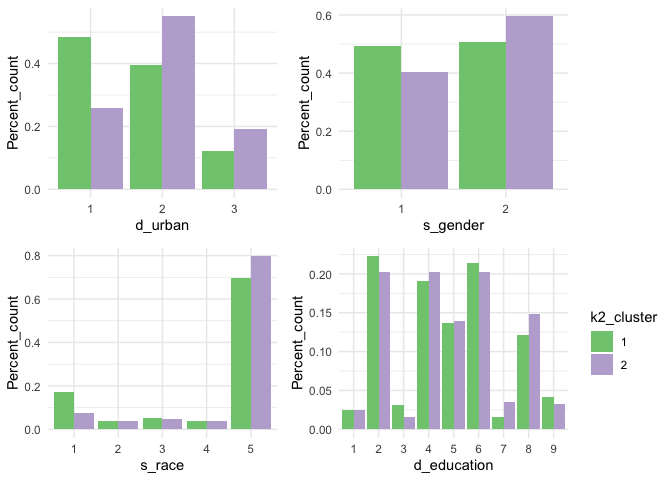 Percent_count
0.4
0.2
0.0
1 2 3
d_urban
Percent_count
0.6
0.4
0.2
0.0
1 2
s_gender
Percent_count
0.8
0.6
0.4
0.2
0.0
1 2 3 4 5
s_race
Percent_count
0.20
0.15
0.10
0.05
0.00
1 2 3 4 5 6 7 8 9
d_education
k2_cluster
1
2